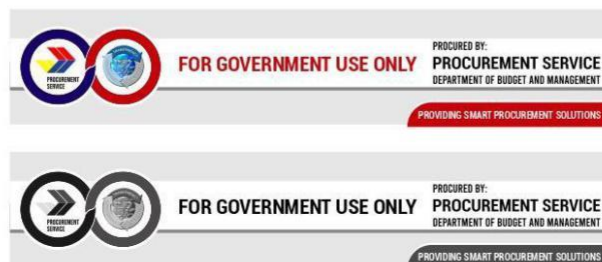 PROCUREMENT
SERVICE
FOR GOVERNMENT USE ONLY
PROCURED BY:
PROCUREMENT SERVICE
DEPARTMENT OF BUDGET AND MANAGEMENT
PROVIDING SMART PROCUREMENT SOLUTIONS
PROCUREMENT
SERVICE
FOR GOVERNMENT USE ONLY
PROCURED BY:
PROCUREMENT SERVICE
DEPARTMENT OF BUDGET AND MANAGEMENT
PROVIDING SMART PROCUREMENT SOLUTIONS